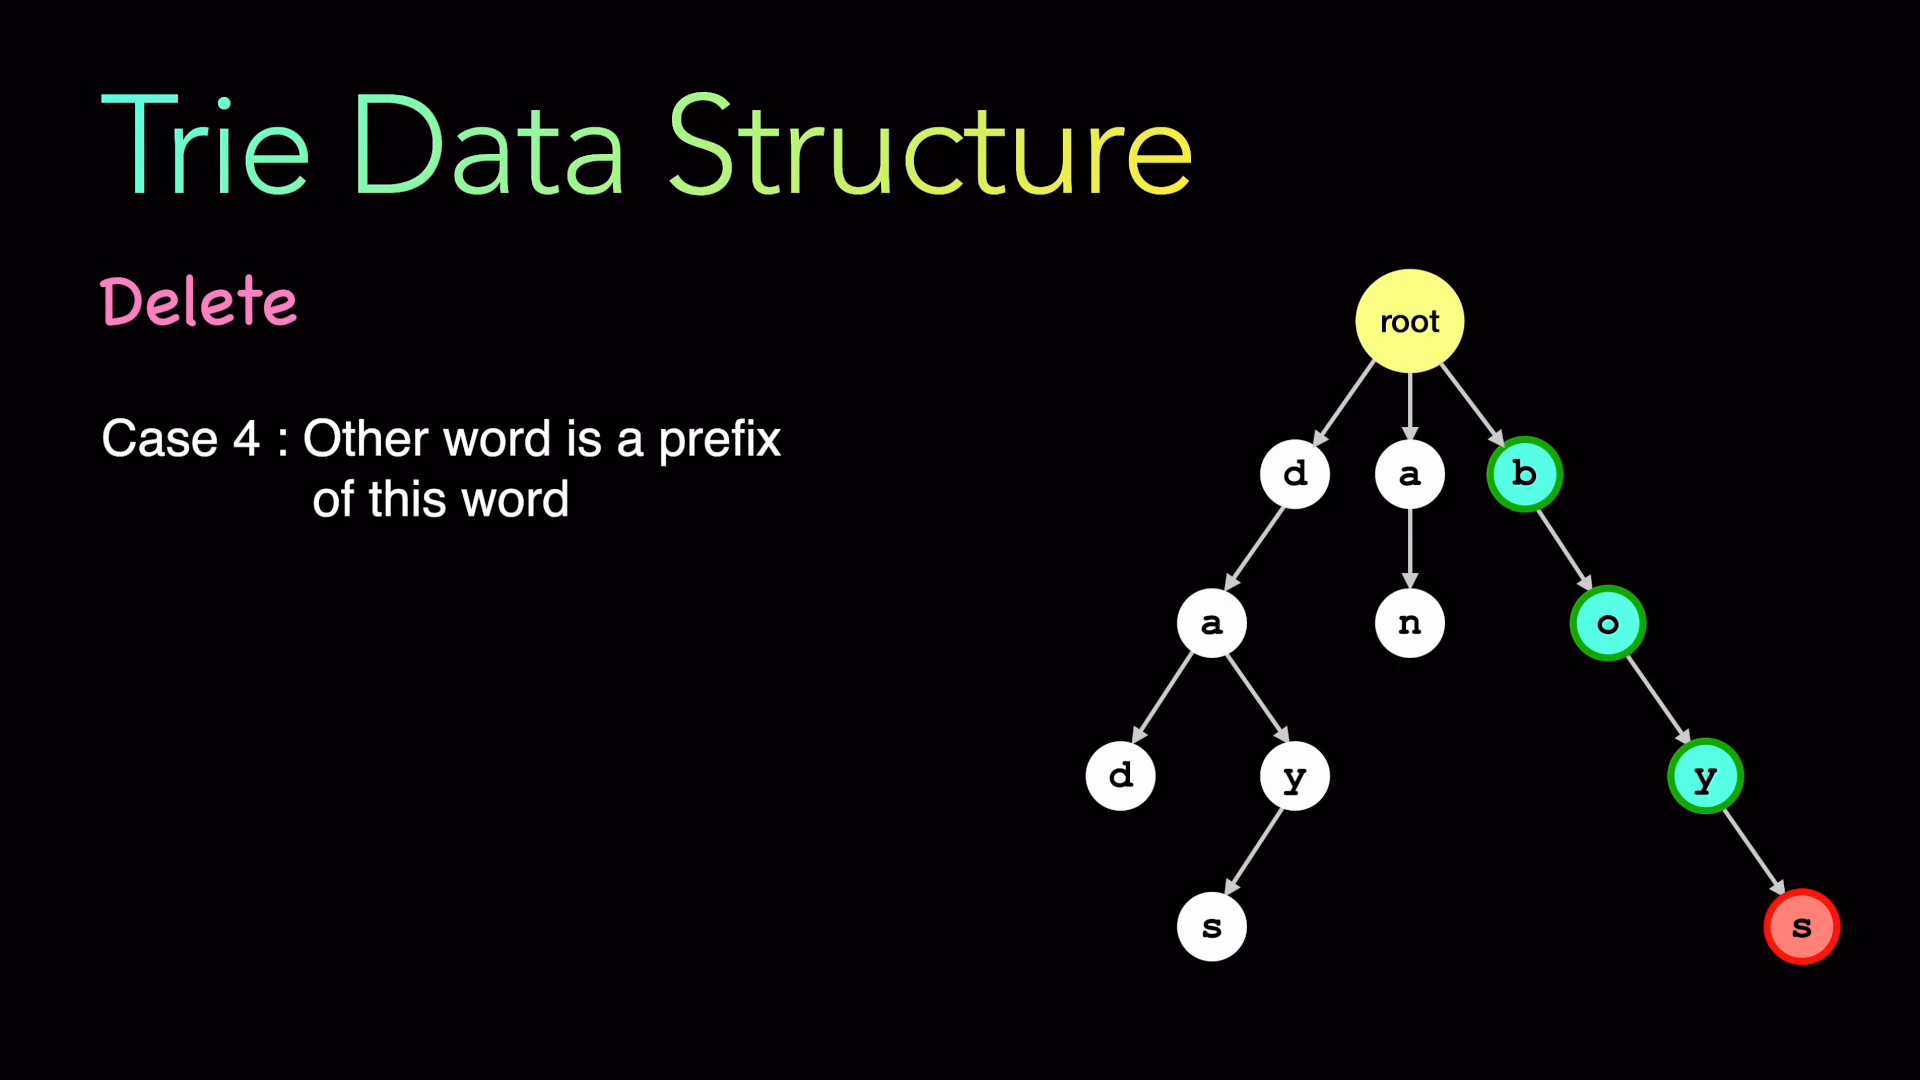 Trie Data Structure
Delete
Case 4 : Other word is a prefix
of this word
root
d a b
a n o
d y y
s s